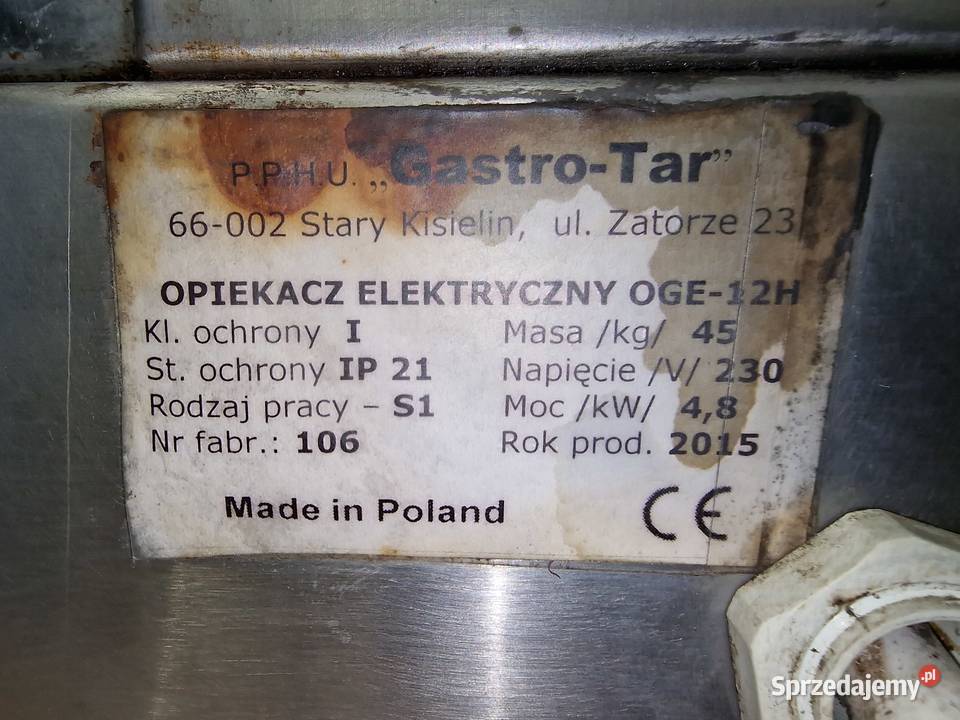 P.P.H.U. „Gastro-Tar”
66-002 Stary Kisielin, ul. Zatorze 23
OPIEKACZ ELEKTRYCZNY OGE-12H
Kl. ochrony I Masa /kg/ 45
St. ochrony IP 21 Napięcie /V/ 230
Rodzaj pracy – S1 Moc /kW/ 4,8
Nr fabr.: 106 Rok prod. 2015
Made in Poland CE
Sprzedajemy.pl